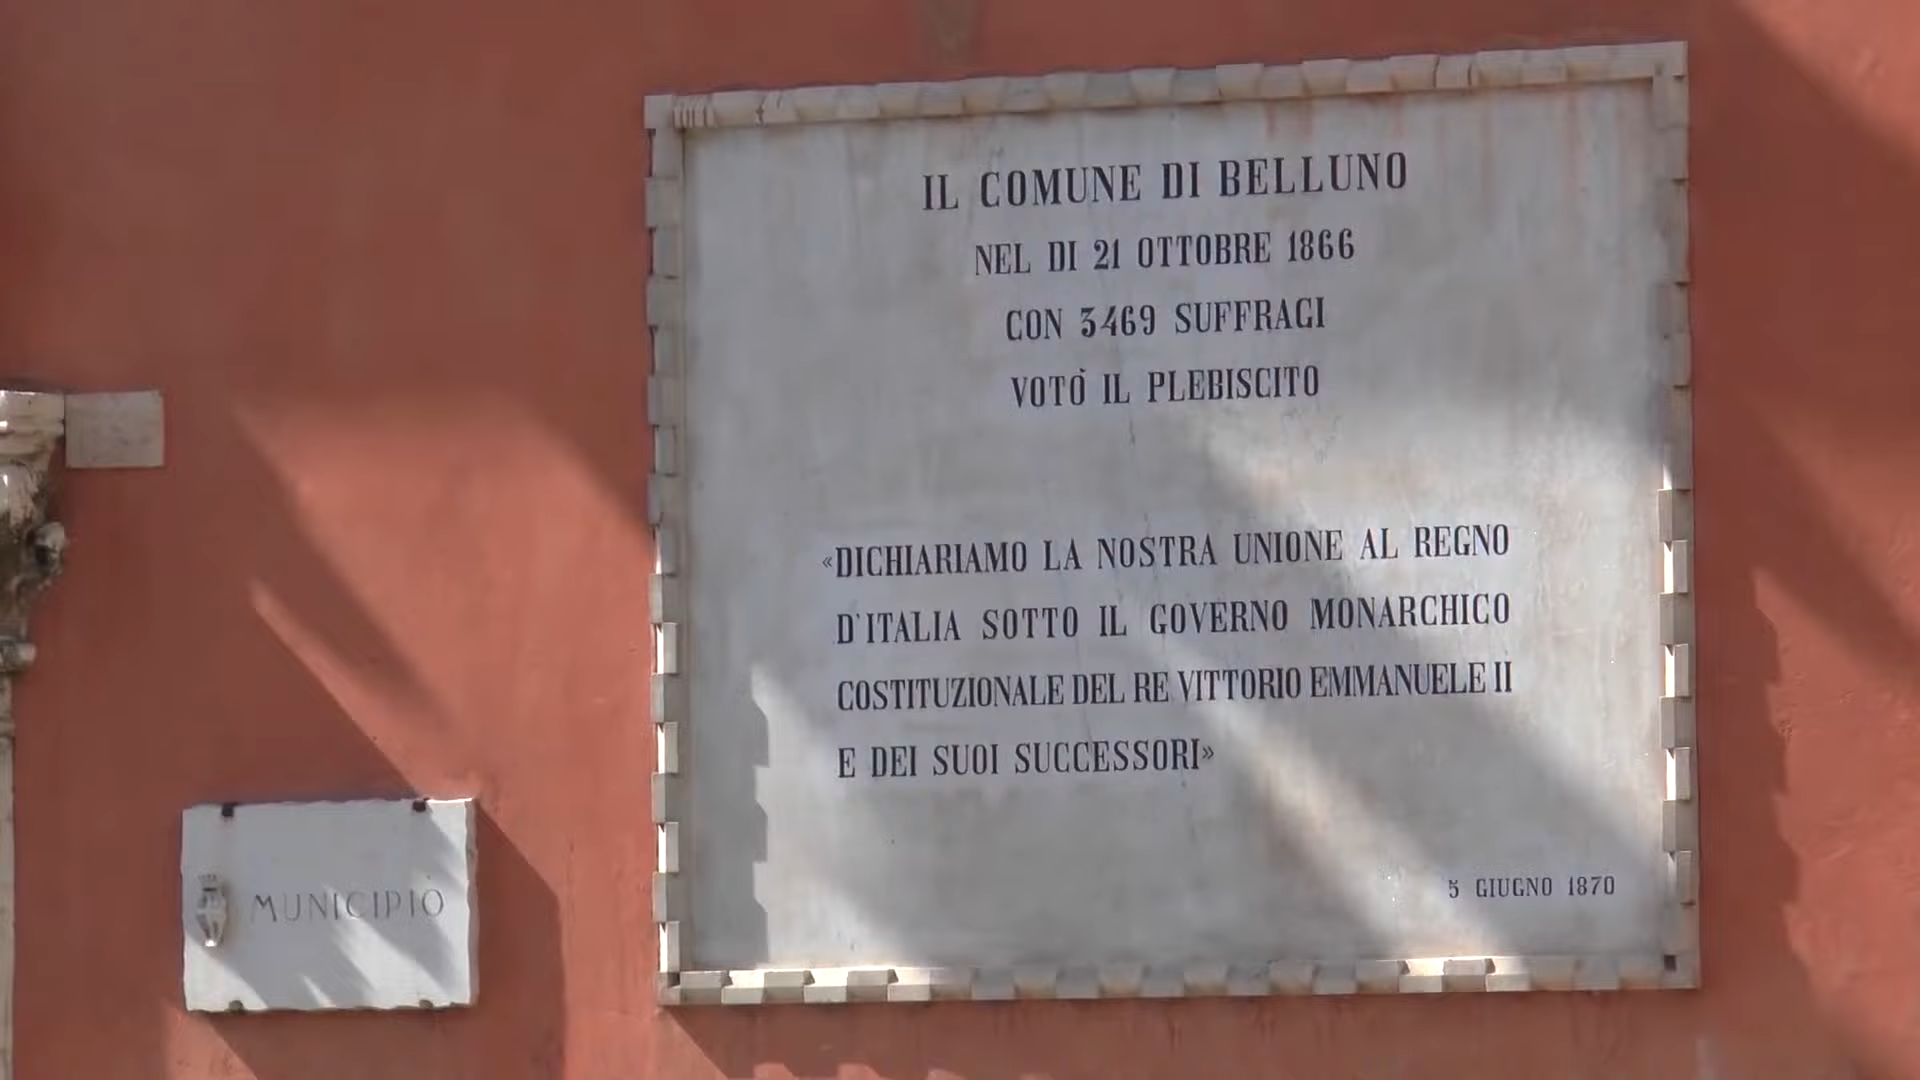 IL COMUNE DI BELLUNO
NEL DI 21 OTTOBRE 1866
CON 3469 SUFFRAGI
VOTÒ IL PLEBISCITO
«DICHIARIAMO LA NOSTRA UNIONE AL REGNO
D'ITALIA SOTTO IL GOVERNO MONARCHICO
COSTITUZIONALE DEL RE VITTORIO EMMANUELE II
E DEI SUOI SUCCESSORI»
5 GIUGNO 1870
MUNICIPIO